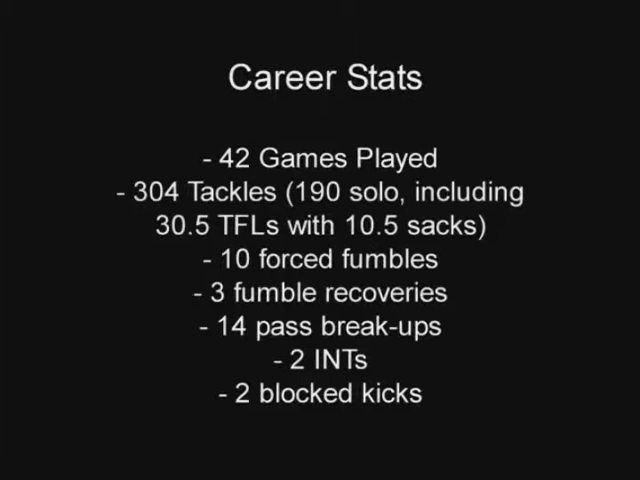 Career Stats
- 42 Games Played
- 304 Tackles (190 solo, including
30.5 TFLs with 10.5 sacks)
- 10 forced fumbles
- 3 fumble recoveries
- 14 pass break-ups
- 2 INTs
- 2 blocked kicks